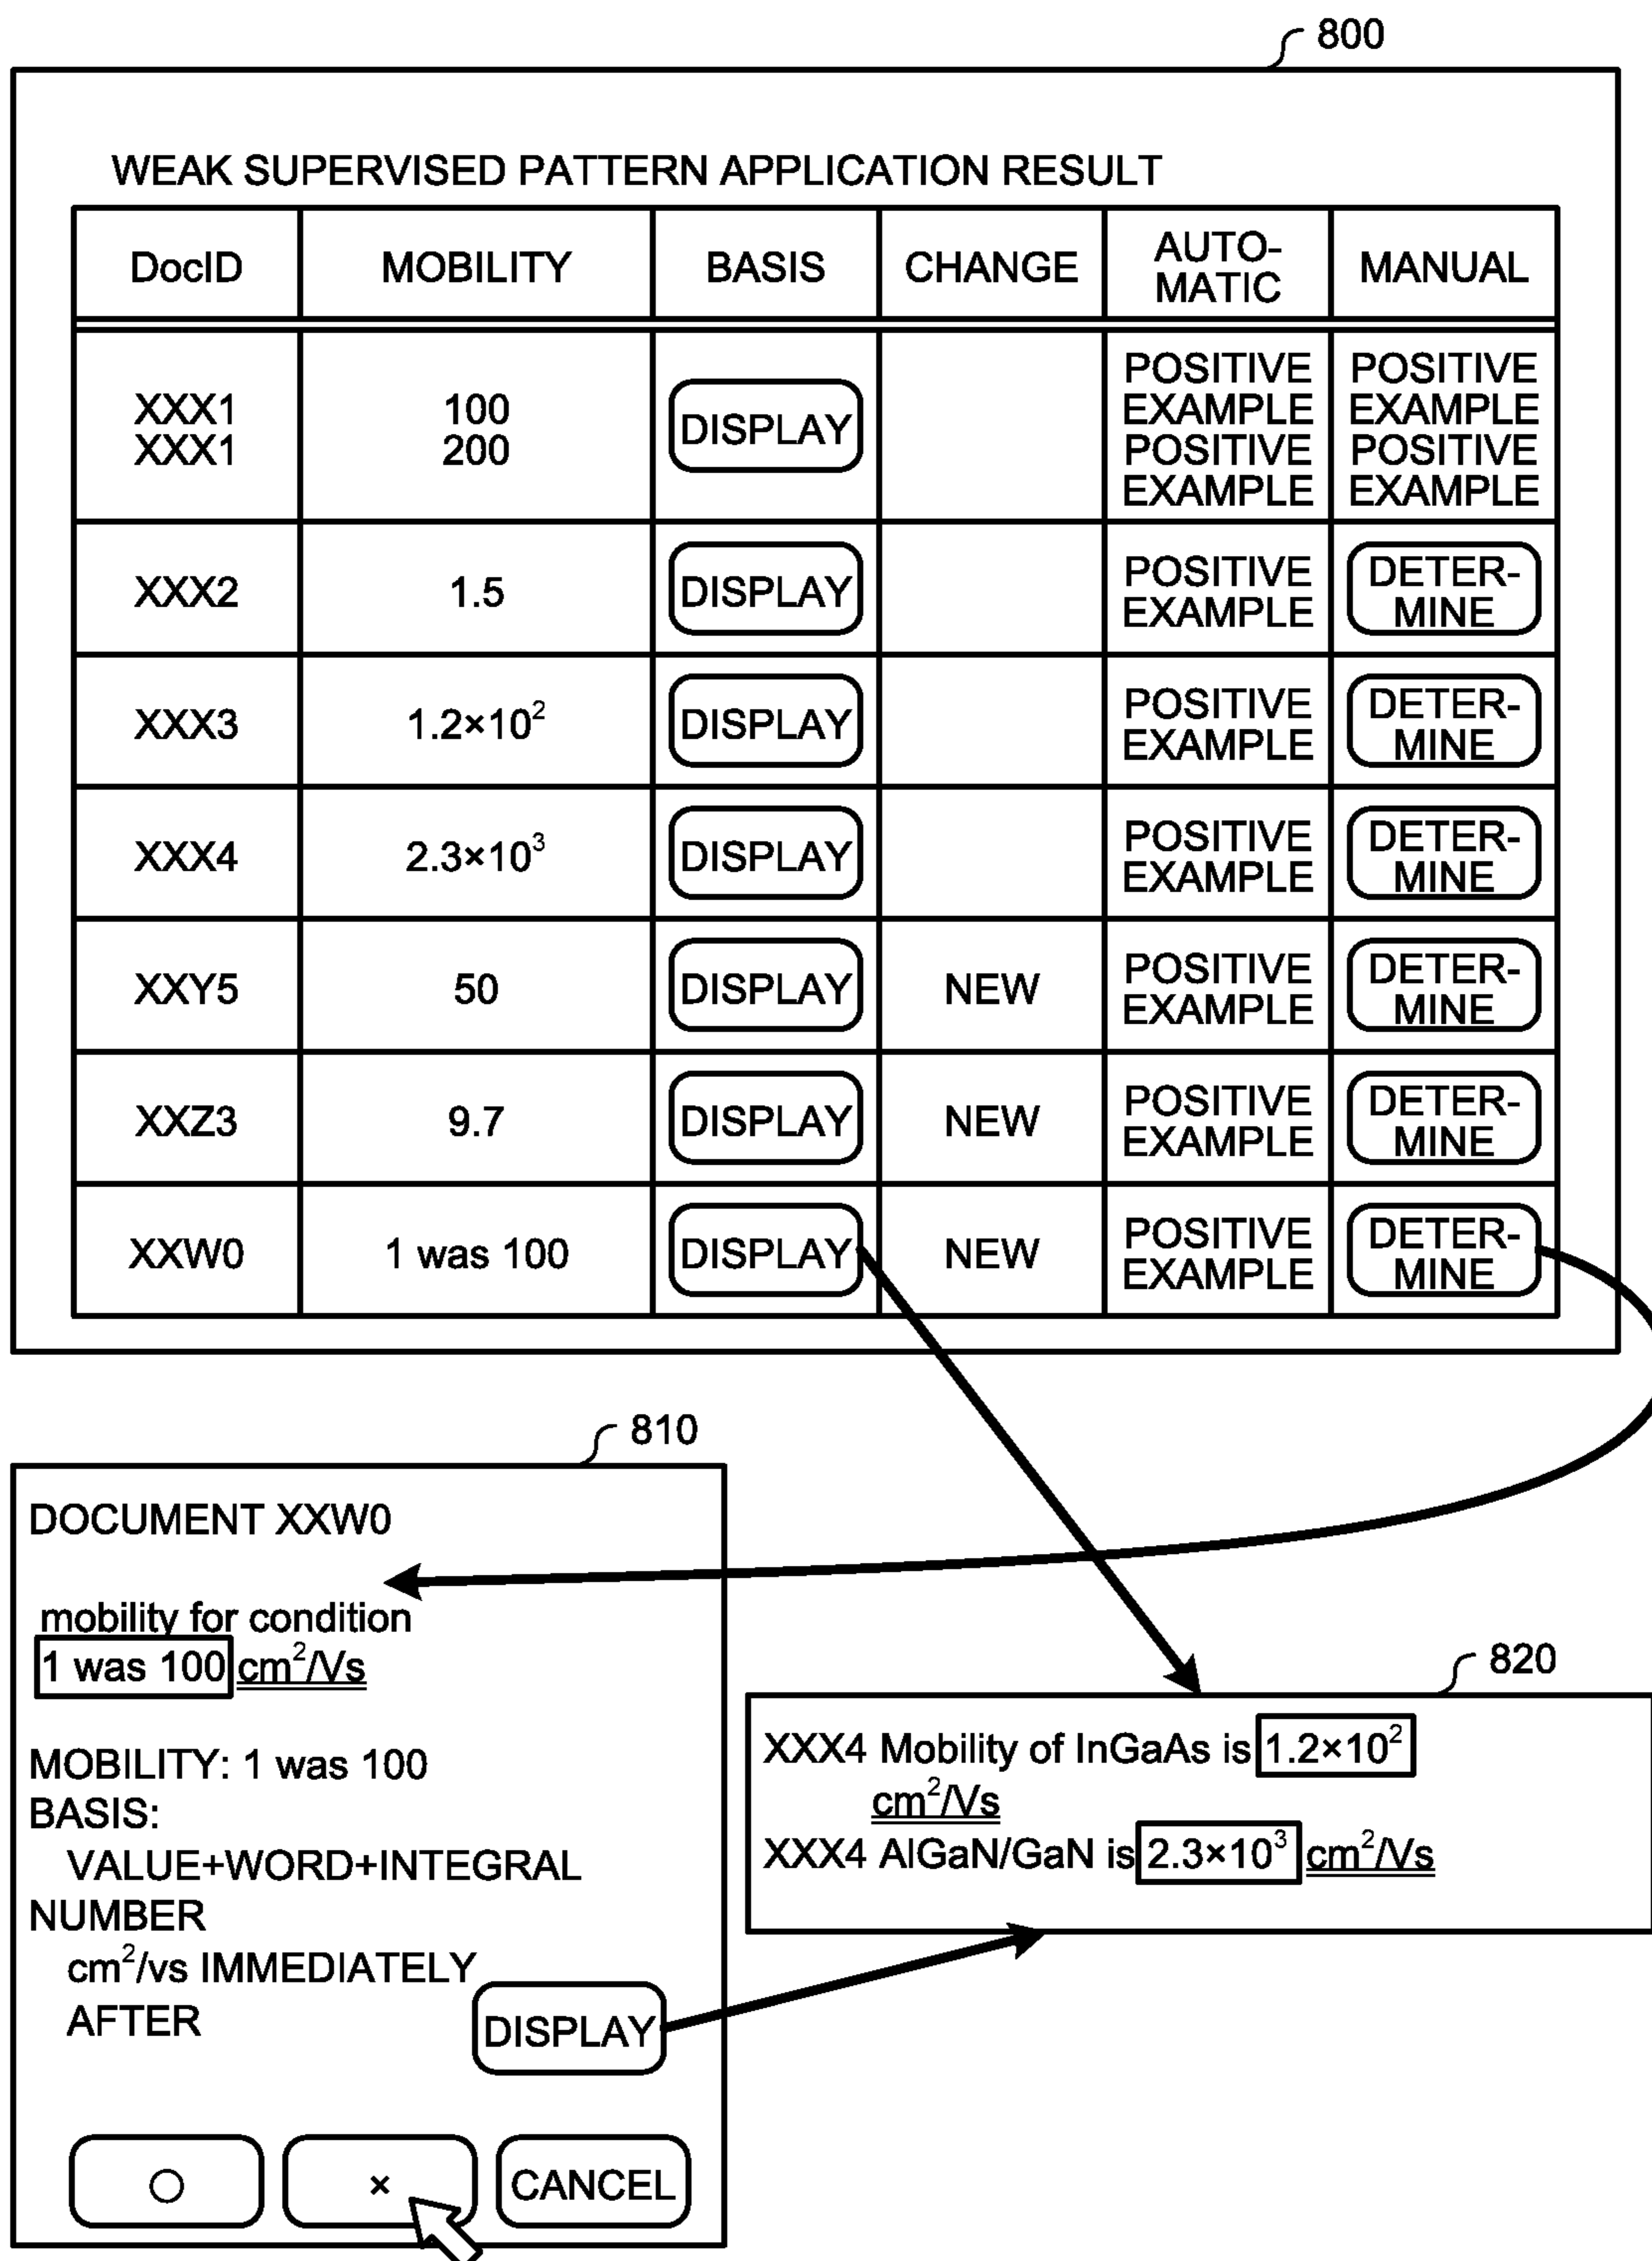 800
WEAK SUPERVISED PATTERN APPLICATION RESULT
DocID MOBILITY BASIS CHANGE AUTO-
MATIC MANUAL
XXX1 100 DISPLAY POSITIVE
EXAMPLE POSITIVE
EXAMPLE
XXX1 200 POSITIVE
EXAMPLE POSITIVE
EXAMPLE
XXX2 1.5 DISPLAY POSITIVE
EXAMPLE DETER-
MINE
XXX3 1.2×10² DISPLAY POSITIVE
EXAMPLE DETER-
MINE
XXX4 2.3×10³ DISPLAY POSITIVE
EXAMPLE DETER-
MINE
XXY5 50 DISPLAY NEW POSITIVE
EXAMPLE DETER-
MINE
XXZ3 9.7 DISPLAY NEW POSITIVE
EXAMPLE DETER-
MINE
XXW0 1 was 100 DISPLAY NEW POSITIVE
EXAMPLE DETER-
MINE
810
DOCUMENT XXW0
mobility for condition
1 was 100 cm²/Vs
MOBILITY: 1 was 100
BASIS:
VALUE+WORD+INTEGRAL
NUMBER
cm²/vs IMMEDIATELY
AFTER
DISPLAY
○ × CANCEL
820
XXX4 Mobility of InGaAs is 1.2×10²
cm²/Vs
XXX4 AlGaN/GaN is 2.3×10³ cm²/Vs